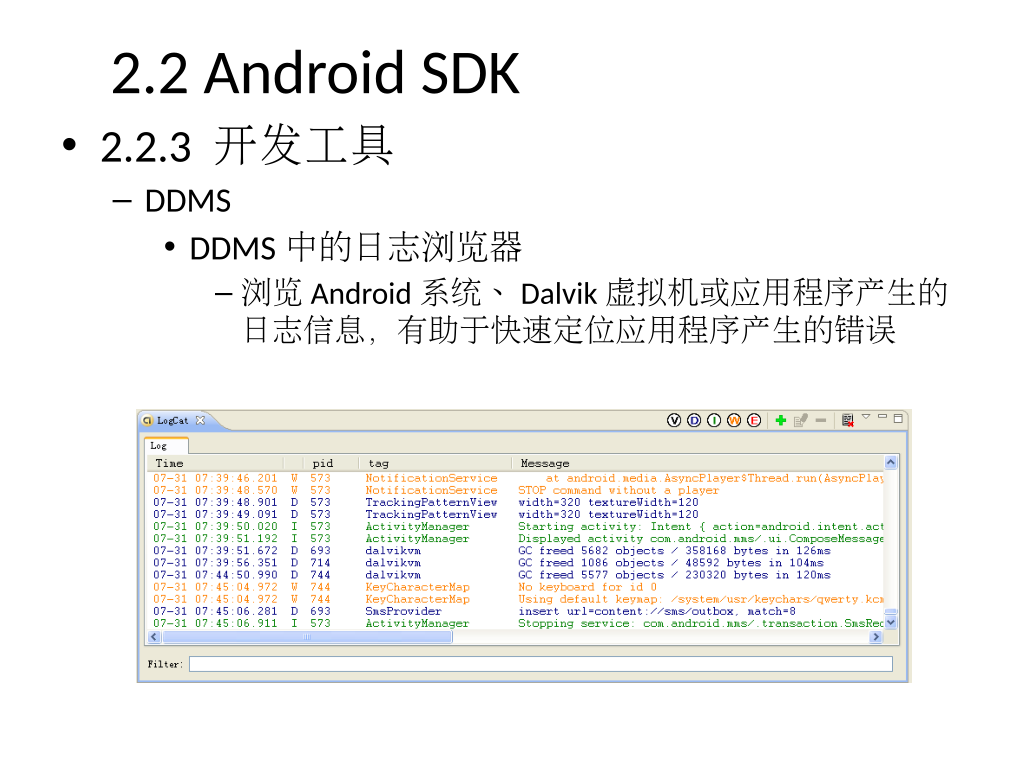 2.2 Android SDK
• 2.2.3 开发工具
– DDMS
• DDMS 中的日志浏览器
– 浏览 Android 系统、 Dalvik 虚拟机或应用程序产生的
日志信息，有助于快速定位应用程序产生的错误
LogCat V D I W E
Log
Time pid tag Message
07-31 07:39:46.201 W 573 NotificationService at android.media.AsyncPlayer$Thread.run(AsyncPlay
07-31 07:39:48.570 W 573 NotificationService STOP command without a player
07-31 07:39:48.901 D 573 TrackingPatternView width=320 textureWidth=120
07-31 07:39:49.091 D 573 TrackingPatternView width=320 textureWidth=120
07-31 07:39:50.020 I 573 ActivityManager Starting activity: Intent { action=android.intent.act
07-31 07:39:51.192 I 573 ActivityManager Displayed activity com.android.mms/.ui.ComposeMessage
07-31 07:39:51.672 D 693 dalvikvm GC freed 5682 objects / 358168 bytes in 126ms
07-31 07:39:56.351 D 714 dalvikvm GC freed 1086 objects / 48592 bytes in 104ms
07-31 07:44:50.990 D 744 dalvikvm GC freed 5577 objects / 230320 bytes in 120ms
07-31 07:45:04.972 W 744 KeyCharacterMap No keyboard for id 0
07-31 07:45:04.972 W 744 KeyCharacterMap Using default keymap: /system/usr/keychars/qwerty.kcm
07-31 07:45:06.281 D 693 SmsProvider insert url=content://sms/outbox, match=8
07-31 07:45:06.911 I 573 ActivityManager Stopping service: com.android.mms/.transaction.SmsRec
Filter: